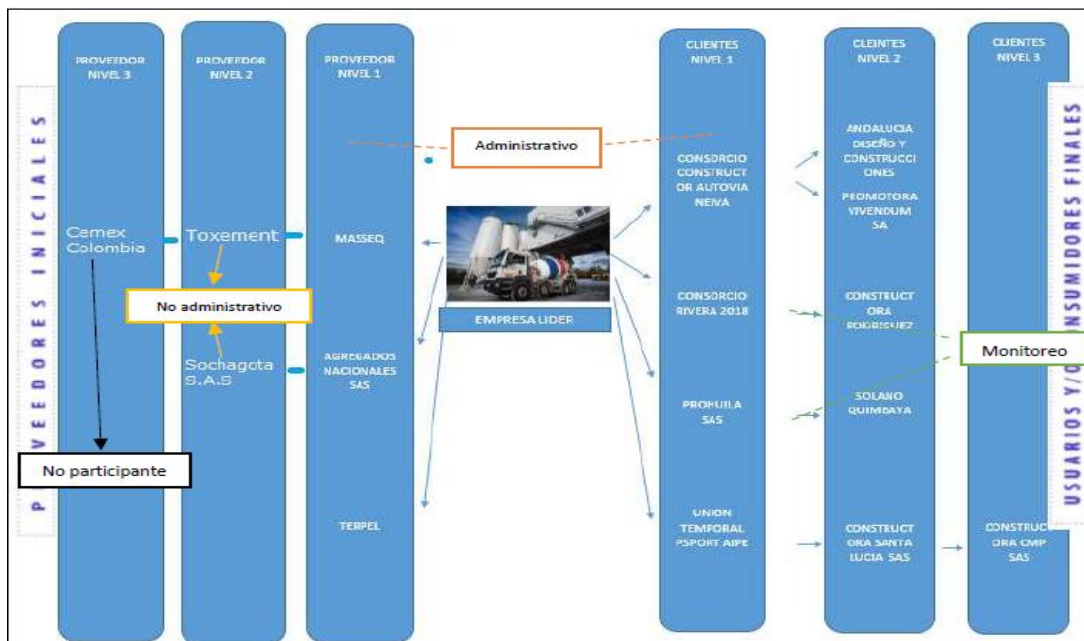 PROVEEDORES INICIALES
PROVEEDOR
NIVEL 3
Cemex
Colombia
No participante
PROVEEDOR
NIVEL 2
Toxement
No administrativo
Sochagota
S.A.S
PROVEEDOR
NIVEL 1
MASSEQ
AGREGADOS
NACIONALES
SAS
TERPEL
Administrativo
EMPRESA LIDER
CLIENTES
NIVEL 1
CONSORCIO
CONSTRUCT
OR AUTOVIA
NEIVA
CONSORCIO
RIVERA 2018
PROHUILA
SAS
UNION
TEMPORAL
PSPORT AIPE
CLEINTES
NIVEL 2
ANDALUCIA
DISEÑO Y
CONSTRUCCI
ONES
PROMOTORA
VIVENDUM
SA
CONSTRUCT
ORA
RODRIGUEZ
SOLANO
QUIMBAYA
CONSTRUCT
ORA SANTA
LUCIA SAS
CLIENTES
NIVEL 3
Monitoreo
CONSTRUCT
ORA CMP
SAS
USUARIOS Y/O CONSUMIDORES FINALES